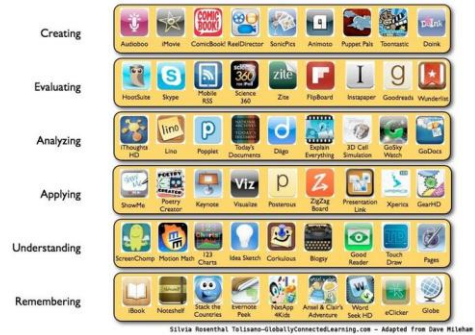 Creating
Audioboo iMovie ComicBook! ReelDirector SonicPics Animoto Puppet Pals Toontastic Doink
Evaluating
HootSuite Skype Mobile RSS Science 360 Zite FlipBoard Instapaper Goodreads Wunderlist
Analyzing
iThoughts HD Lino Popplet Today's Documents Diigo Explain Everything 3D Cell Simulation GoSky Watch GoDocs
Applying
ShowMe Poetry Creator Keynote Visualize Posterous ZigZag Board Presentation Link Xperica GearHD
Understanding
ScreenChomp Motion Math 123 Charts Idea Sketch Corkulous Blogsy Good Reader Touch Draw Pages
Remembering
iBook Noteshelf Stack the Countries Evernote Peek NatApp 4Kids Ansel & Clair's Adventure Word Seek HD eClicker Globe
Silvia Rosenthal Tolisano-GloballyConnectedLearning.com - Adapted from Dave Mileham